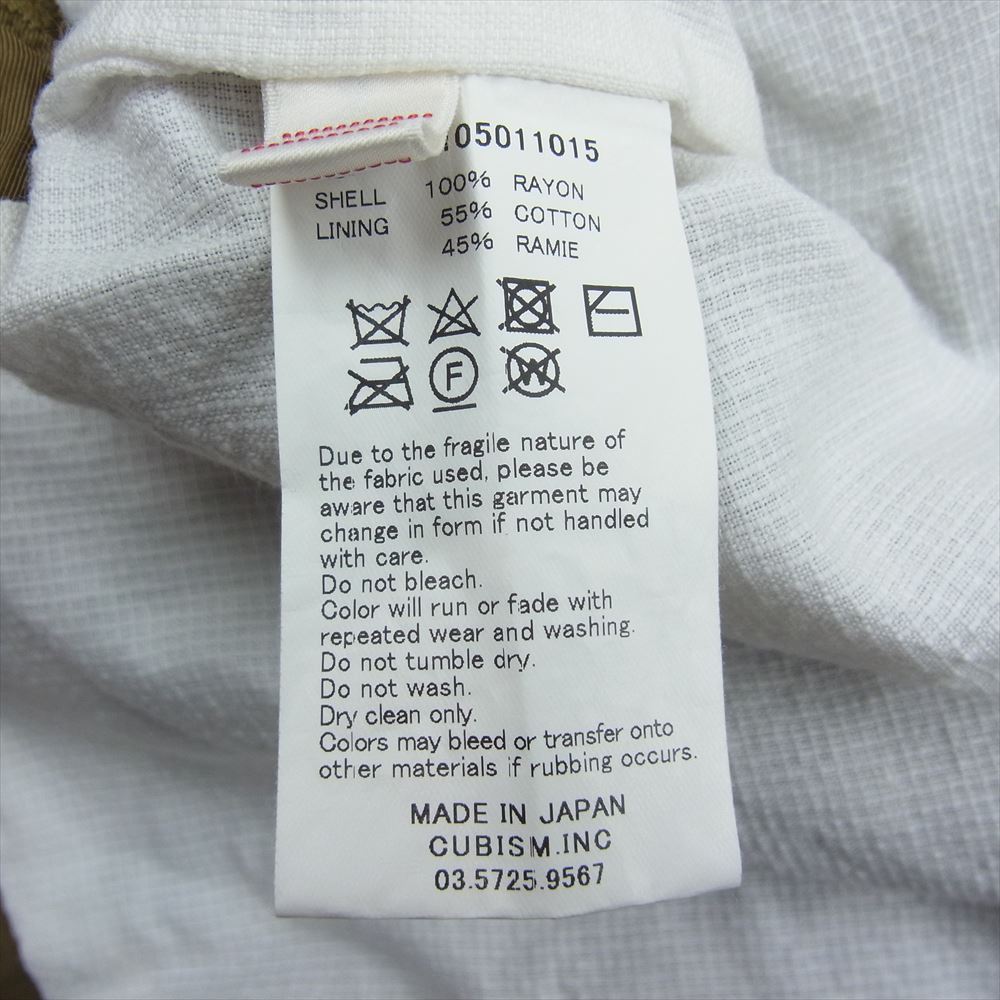 05011015
SHELL 100% RAYON
LINING 55% COTTON
45% RAMIE
F
W
Due to the fragile nature of
the fabric used, please be
aware that this garment may
change in form if not handled
with care.
Do not bleach.
Color will run or fade with
repeated wear and washing.
Do not tumble dry.
Do not wash.
Dry clean only.
Colors may bleed or transfer onto
other materials if rubbing occurs.
MADE IN JAPAN
CUBISM.INC
03.5725.9567